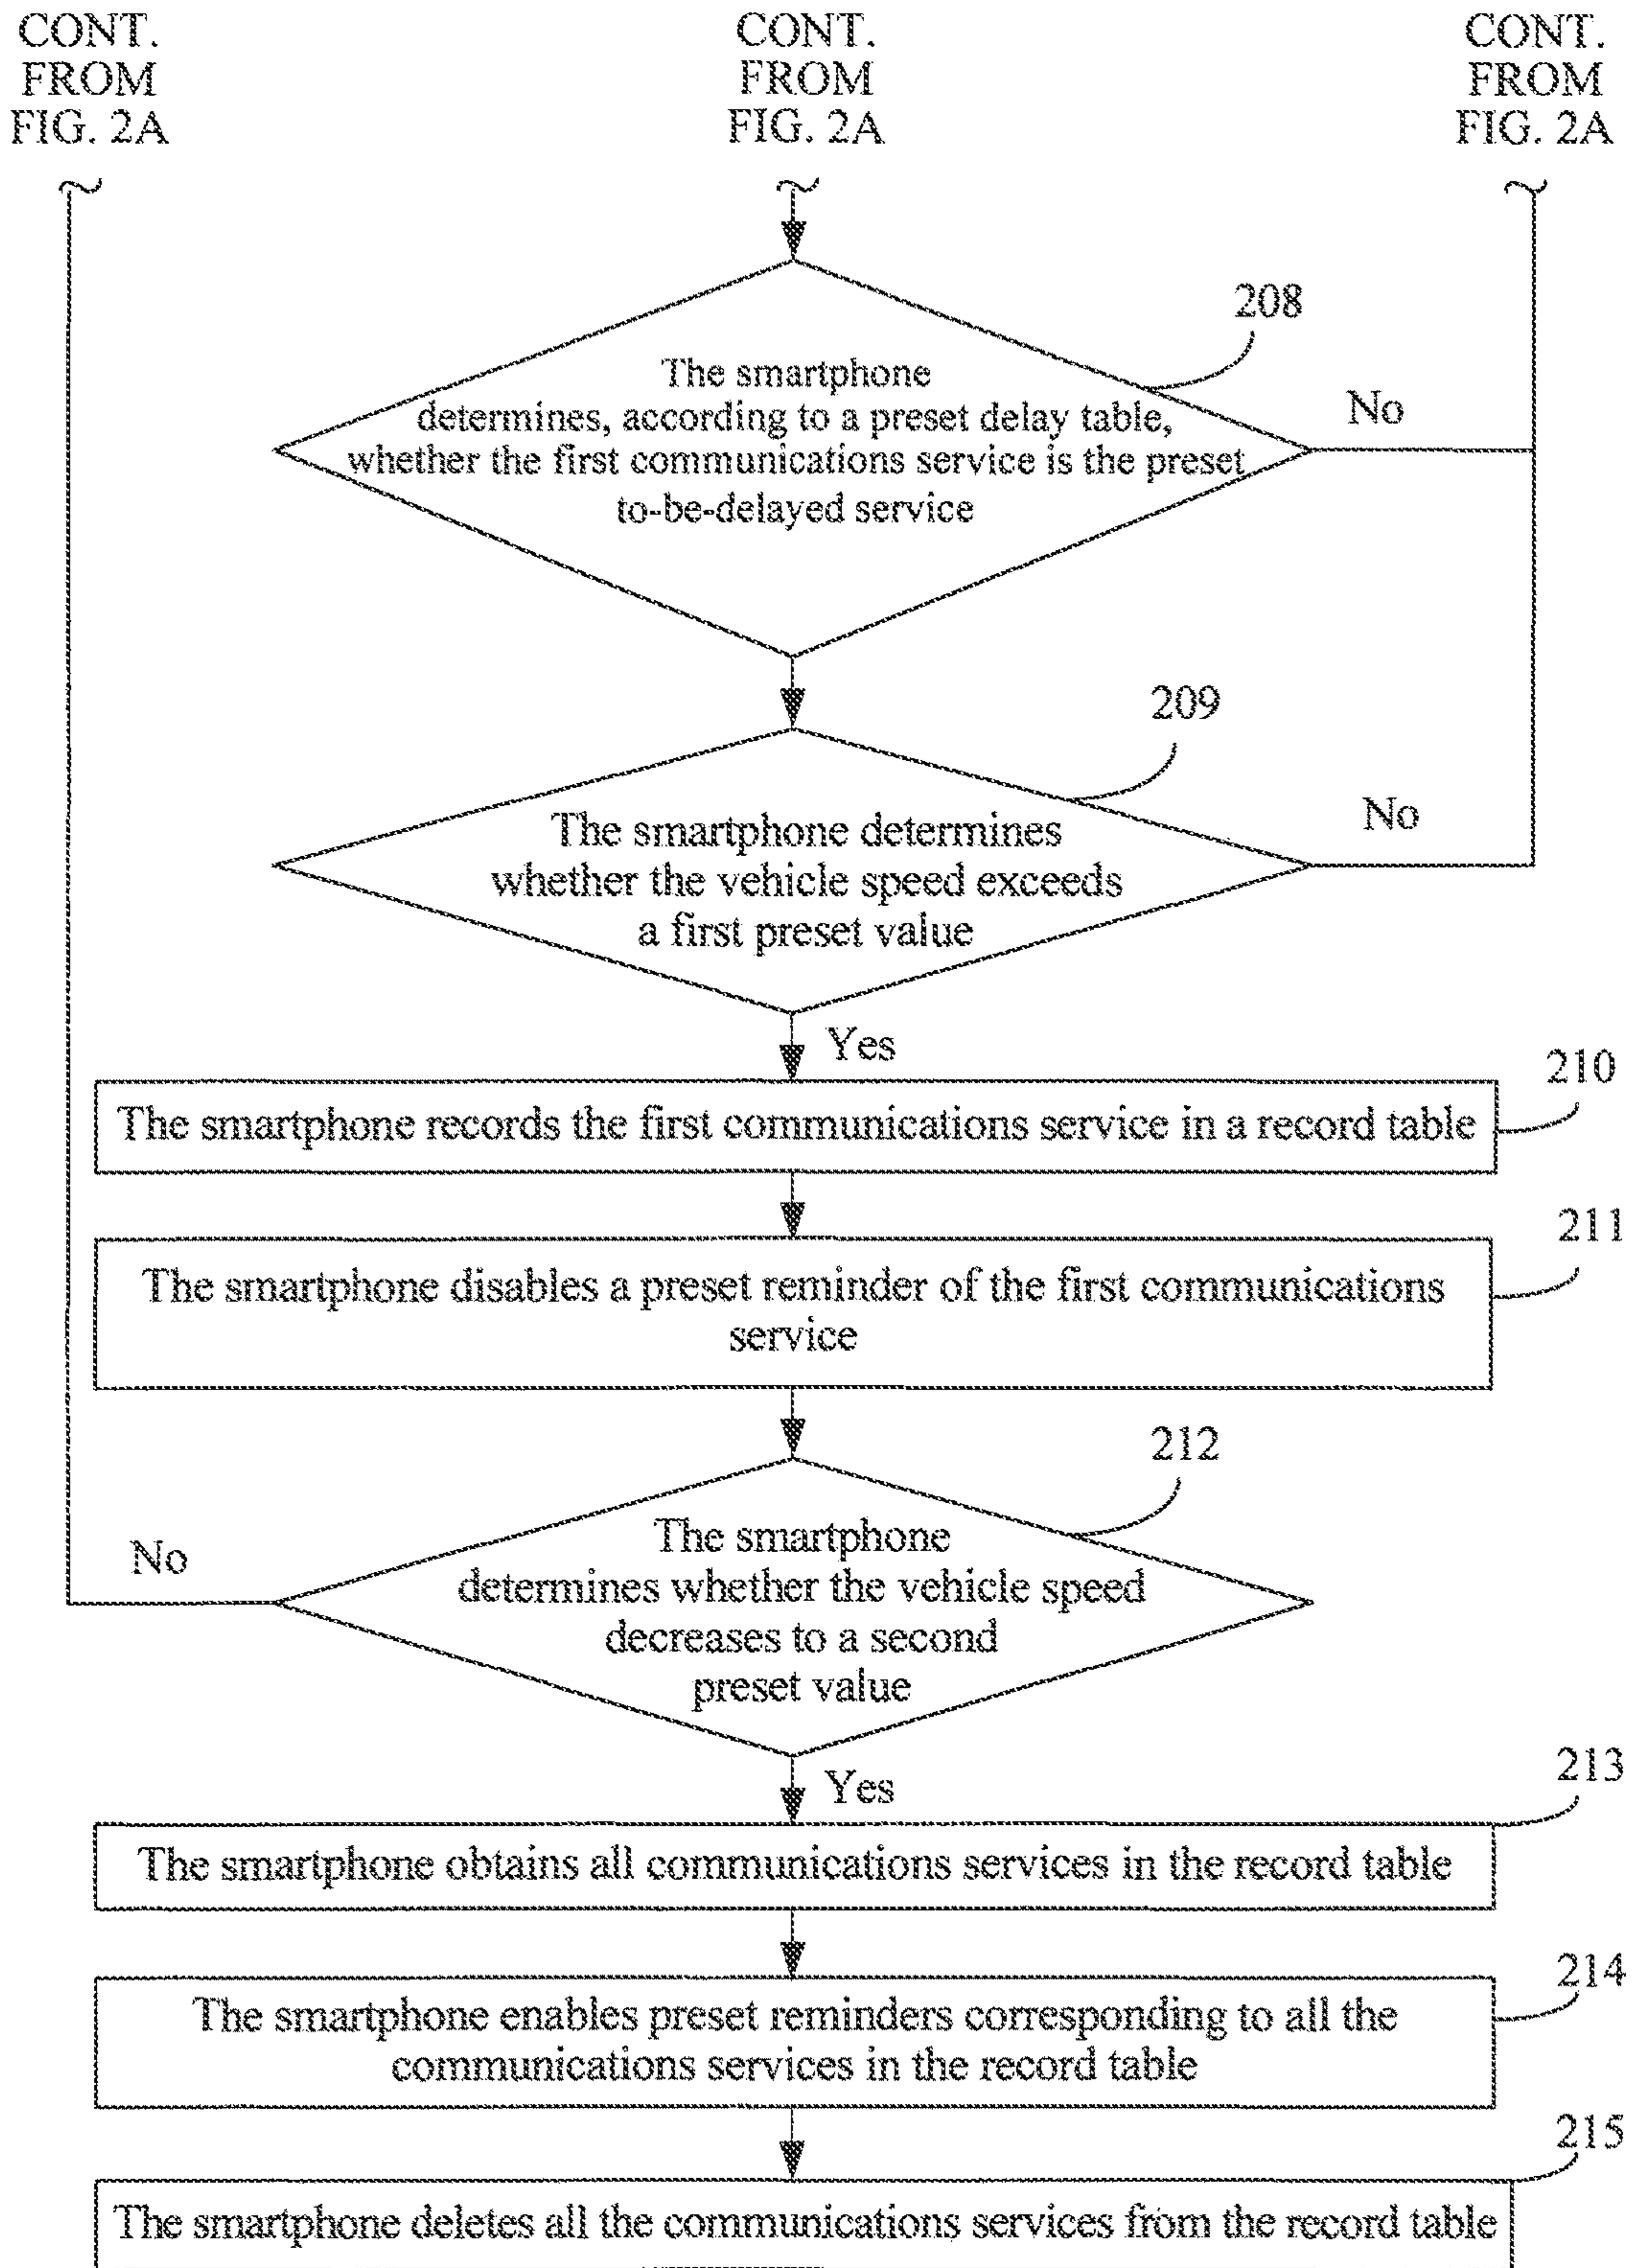 CONT.
FROM
FIG. 2A
CONT.
FROM
FIG. 2A
CONT.
FROM
FIG. 2A
208
The smartphone
determines, according to a preset delay table,
whether the first communications service is the preset
to-be-delayed service
No
209
The smartphone determines
whether the vehicle speed exceeds
a first preset value
No
Yes
210
The smartphone records the first communications service in a record table
211
The smartphone disables a preset reminder of the first communications
service
212
The smartphone
determines whether the vehicle speed
decreases to a second
preset value
No
Yes
213
The smartphone obtains all communications services in the record table
214
The smartphone enables preset reminders corresponding to all the
communications services in the record table
215
The smartphone deletes all the communications services from the record table